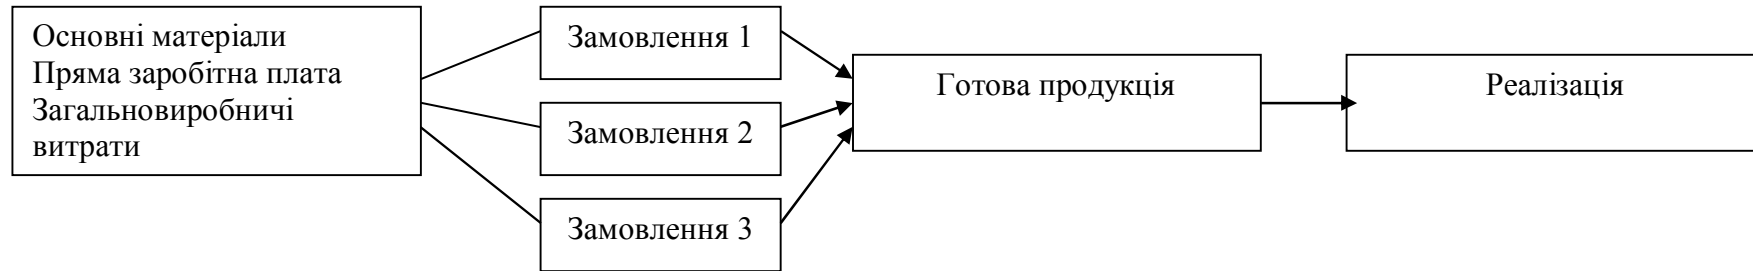 Основні матеріали
Пряма заробітна плата
Загальновиробничі
витрати
Замовлення 1
Замовлення 2
Замовлення 3
Готова продукція
Реалізація